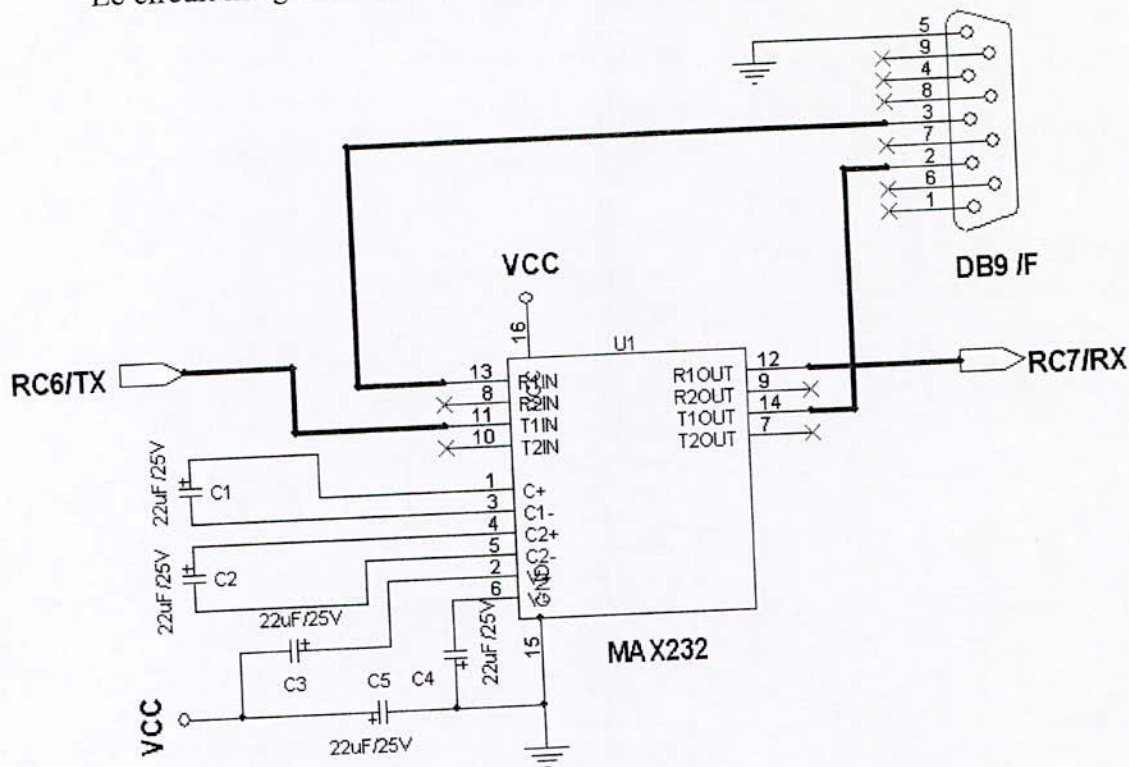 Le circuit
5
9
4
8
3
7
2
6
1
DB9 /F
VCC
16
U1
RC6/TX
13 R1IN
8 R2IN
11 T1IN
10 T2IN
R1OUT 12
R2OUT 9
T1OUT 14
T2OUT 7
RC7/RX
22uF/25V
+
C1
1 C+
3 C1-
4 C2+
5 C2-
2
6
GND
15
22uF/25V
+
C2
22uF/25V
+
C3
C5
C4
22uF/25V
+
MAX232
VCC
+
22uF/25V